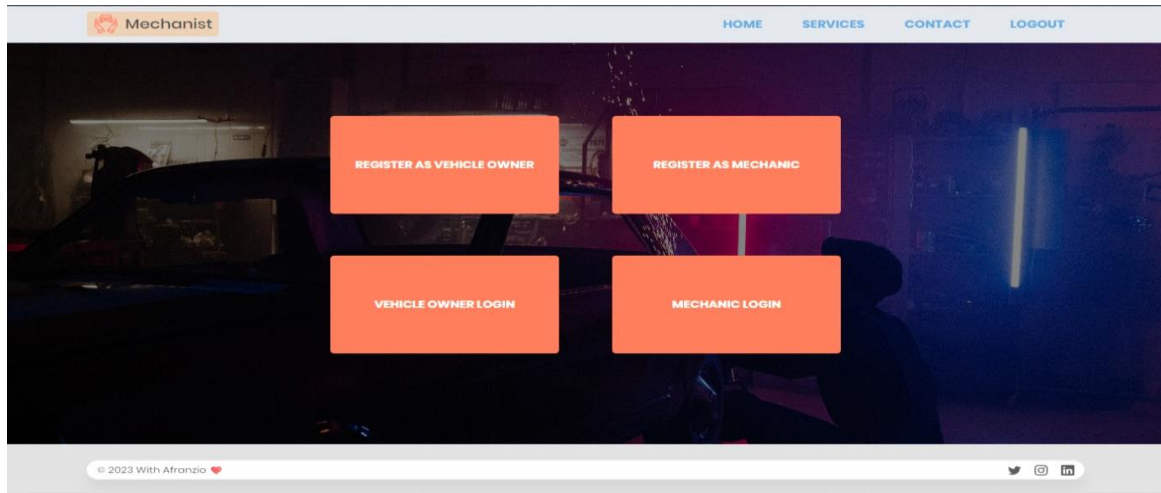 Mechanist
HOME SERVICES CONTACT LOGOUT
REGISTER AS VEHICLE OWNER
REGISTER AS MECHANIC
VEHICLE OWNER LOGIN
MECHANIC LOGIN
© 2023 With Afranzio ❤